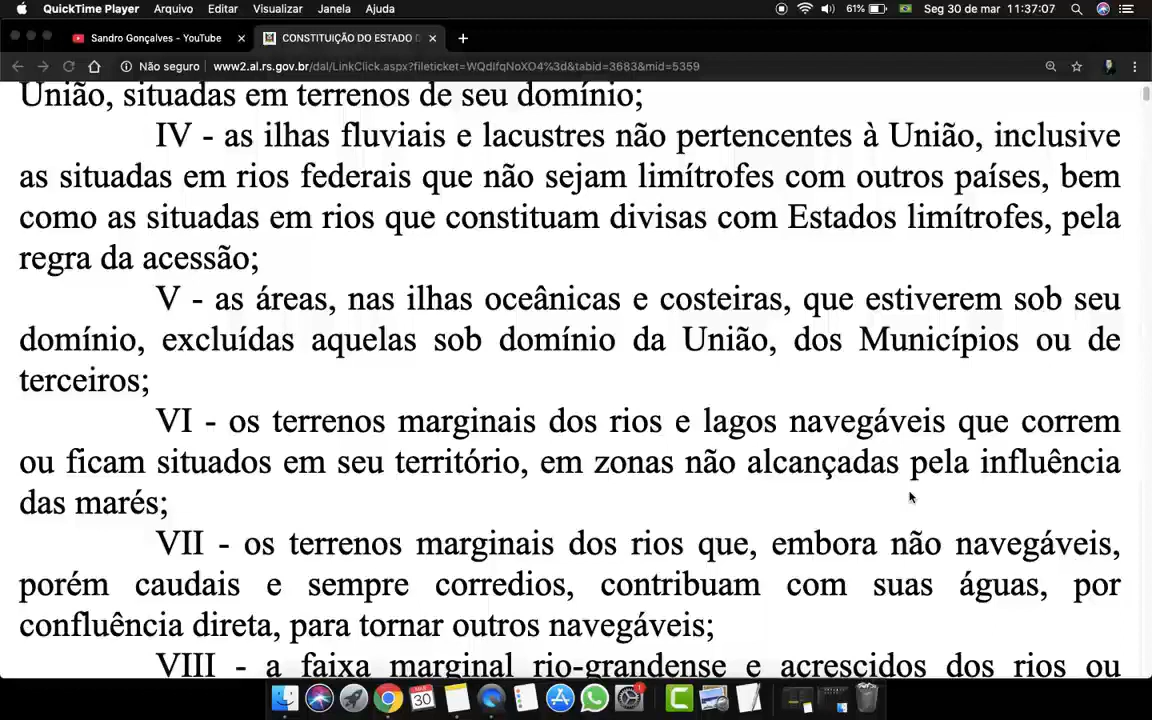 QuickTime Player Arquivo Editar Visualizar Janela Ajuda 61% Seg 30 de mar 11:37:07
Sandro Gonçalves - YouTube CONSTITUIÇÃO DO ESTADO
Não seguro www2.al.rs.gov.br/dal/LinkClick.aspx?fileticket=WQdIfqNoXO4%3d&tabid=3683&mid=5359
União, situadas em terrenos de seu domínio;
IV - as ilhas fluviais e lacustres não pertencentes à União, inclusive
as situadas em rios federais que não sejam limítrofes com outros países, bem
como as situadas em rios que constituam divisas com Estados limítrofes, pela
regra da acessão;
V - as áreas, nas ilhas oceânicas e costeiras, que estiverem sob seu
domínio, excluídas aquelas sob domínio da União, dos Municípios ou de
terceiros;
VI - os terrenos marginais dos rios e lagos navegáveis que correm
ou ficam situados em seu território, em zonas não alcançadas pela influência
das marés;
VII - os terrenos marginais dos rios que, embora não navegáveis,
porém caudais e sempre corredios, contribuam com suas águas, por
confluência direta, para tornar outros navegáveis;
VIII - a faixa marginal rio-grandense e acrescidos dos rios ou
MAR
30
1